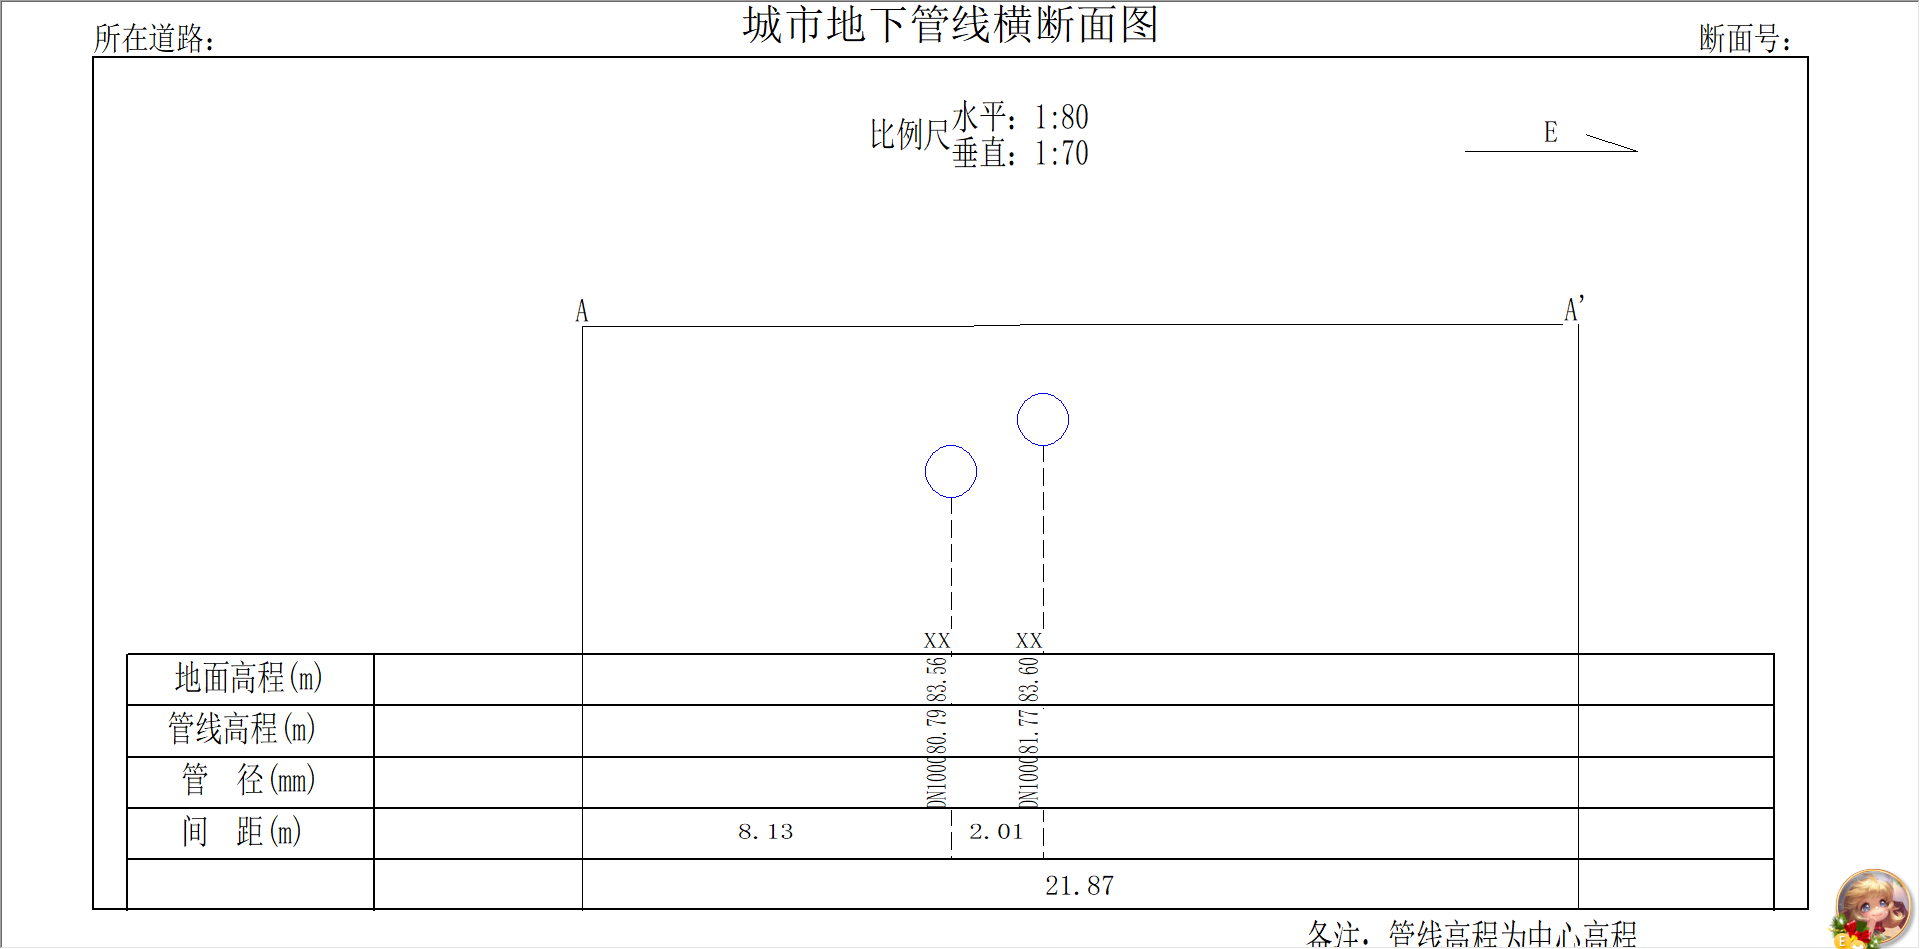 城市地下管线横断面图
所在道路：
断面号：
比例尺
水平：1:80
垂直：1:70
E
A
A'
XX
XX
地面高程(m)
83.56
83.60
管线高程(m)
80.79
81.77
管 径(mm)
DN1000
DN1000
间 距(m)
8.13
2.01
21.87
备注：管线高程为中心高程